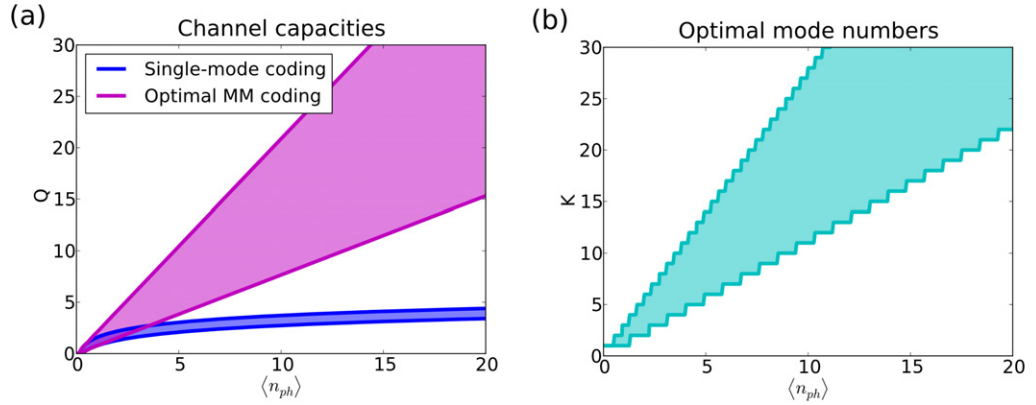 (a)
Channel capacities
30
25
20
15
10
5
0
Q
Single-mode coding
Optimal MM coding
0 5 10 15 20
⟨n_ph⟩
(b)
Optimal mode numbers
30
25
20
15
10
5
0
K
0 5 10 15 20
⟨n_ph⟩